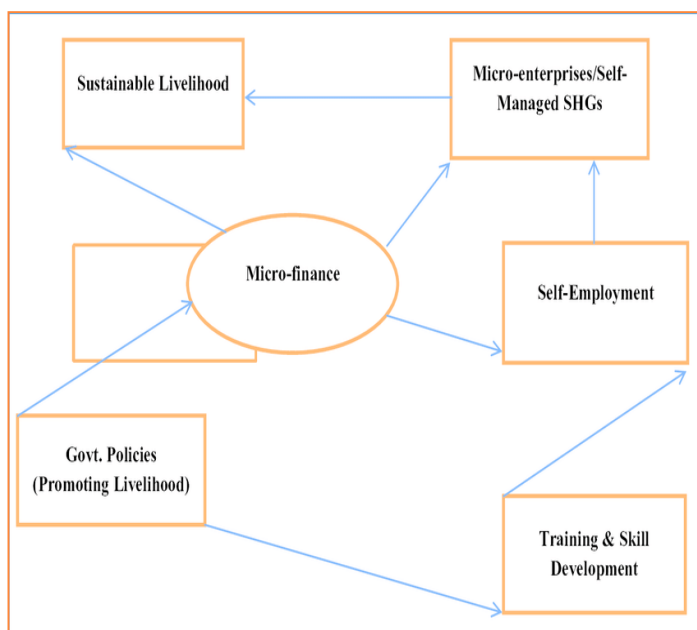 Sustainable Livelihood
Micro-enterprises/Self-
Managed SHGs
Micro-finance
Self-Employment
Govt. Policies
(Promoting Livelihood)
Training & Skill
Development